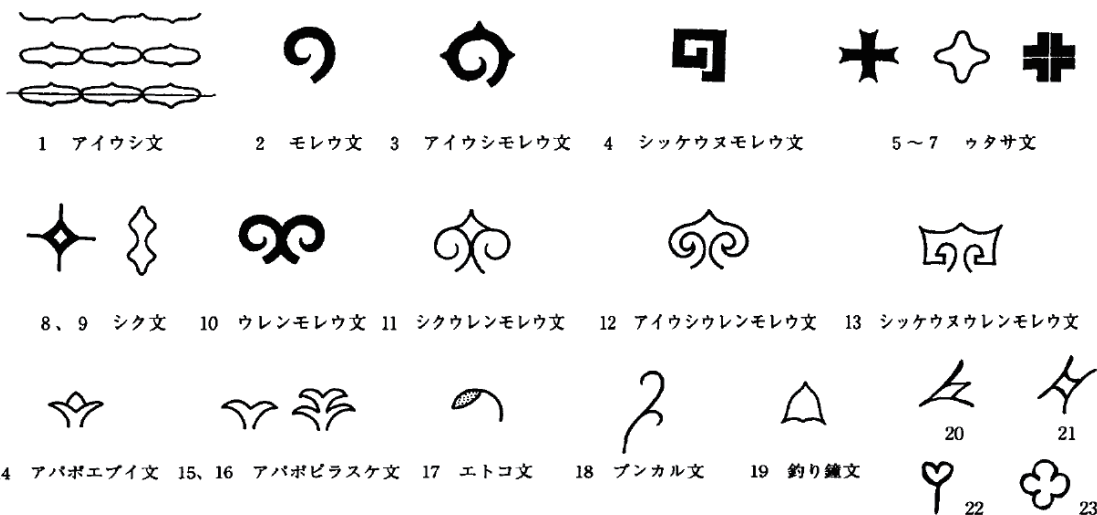 1 アイウシ文 2 モレウ文 3 アイウシモレウ文 4 シッケウヌモレウ文 5～7 ゥタサ文
8、9 シク文 10 ウレンモレウ文 11 シクウレンモレウ文 12 アイウシウレンモレウ文 13 シッケウヌウレンモレウ文
20 21
4 アパポエプイ文 15、16 アパポピラスケ文 17 エトコ文 18 プンカル文 19 釣り鐘文
22 23